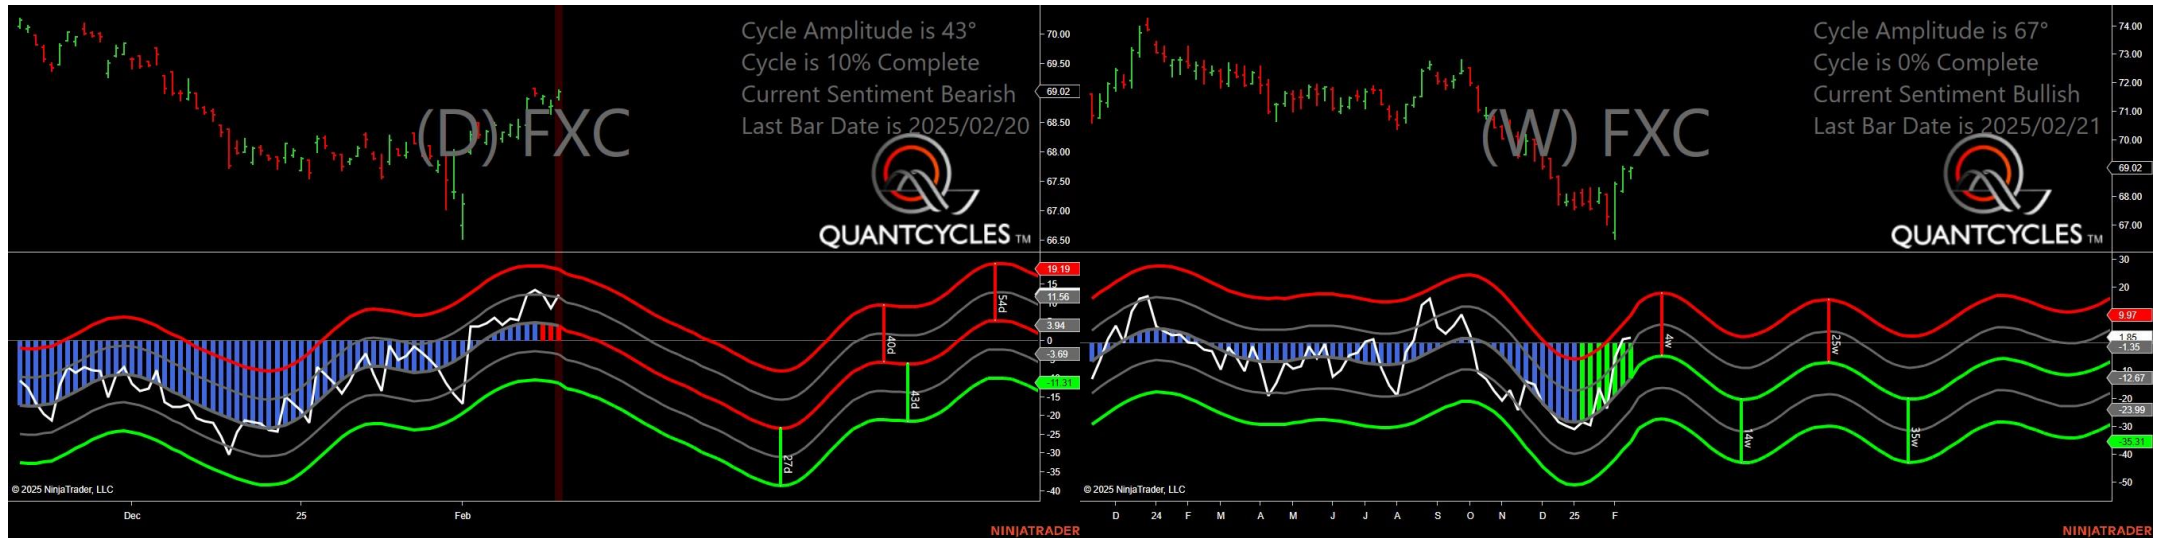 Cycle Amplitude is 43°
Cycle is 10% Complete
Current Sentiment Bearish
Last Bar Date is 2025/02/20
(D) FXC
QUANTCYCLES TM
70.00
69.50
69.02
68.50
68.00
67.50
67.00
66.50
19.19
15
11.56
3.94
0
-3.69
-11.31
-15
-20
-25
-30
-35
-40
27d
40d
43d
54d
© 2025 NinjaTrader, LLC
Dec
25
Feb
NINJATRADER
Cycle Amplitude is 67°
Cycle is 0% Complete
Current Sentiment Bullish
Last Bar Date is 2025/02/21
(W) FXC
QUANTCYCLES TM
74.00
73.00
72.00
71.00
70.00
69.02
68.00
67.00
30
20
9.97
1.85
-1.35
-12.67
-20
-23.99
-30
-35.31
-40
-50
4w
14w
25w
35w
© 2025 NinjaTrader, LLC
D
24
F
M
A
M
J
J
A
S
O
N
D
25
F
NINJATRADER